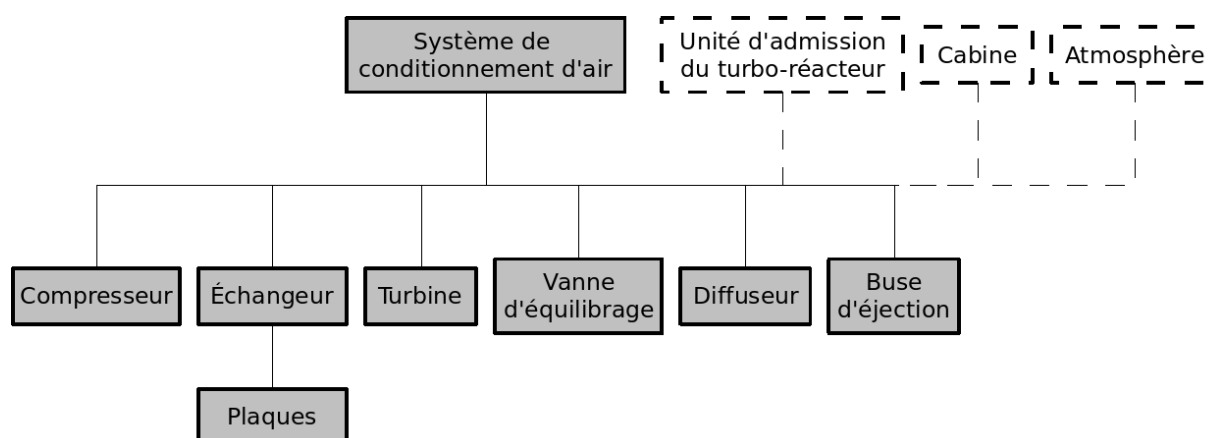 Système de
conditionnement d'air
Unité d'admission
du turbo-réacteur
Cabine
Atmosphère
Compresseur
Échangeur
Turbine
Vanne
d'équilibrage
Diffuseur
Buse
d'éjection
Plaques